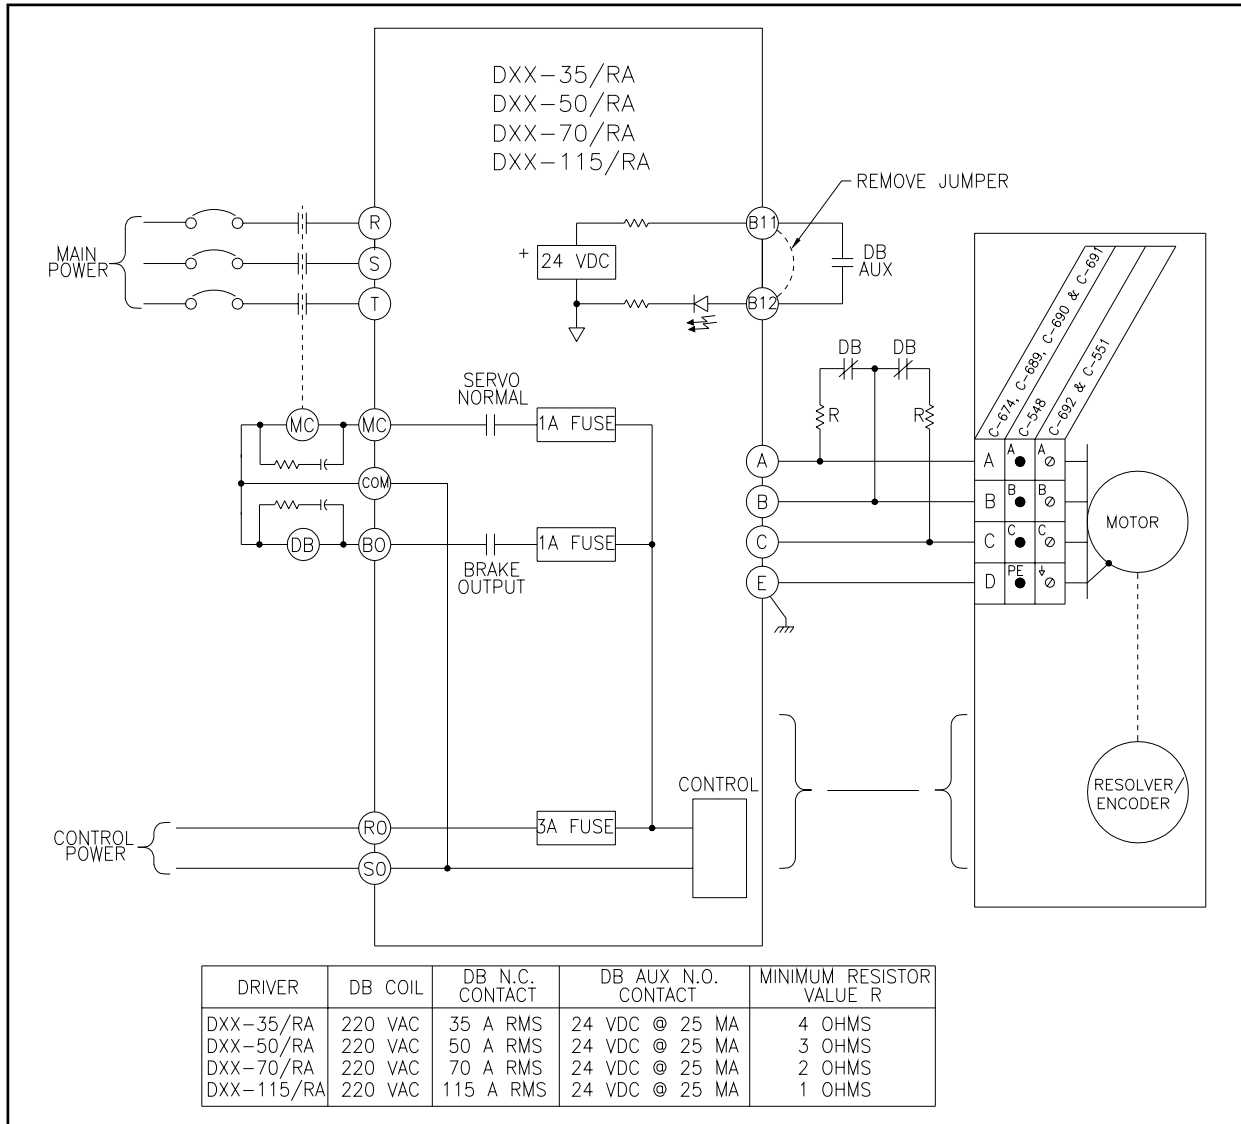 DXX-35/RA
DXX-50/RA
DXX-70/RA
DXX-115/RA
REMOVE JUMPER
MAIN
POWER
R
S
T
+
24 VDC
B11
B12
DB
AUX
SERVO
NORMAL
MC
MC
1A FUSE
COM
DB
BO
1A FUSE
BRAKE
OUTPUT
DB
DB
R
R
A
B
C
E
C-674, C-689, C-690 & C-691
C-548
C-692 & C-551
A
A
A
B
B
B
C
C
C
D
PE
MOTOR
RESOLVER/
ENCODER
CONTROL
CONTROL
POWER
RO
SO
3A FUSE
DRIVER
DB COIL
DB N.C.
CONTACT
DB AUX N.O.
CONTACT
MINIMUM RESISTOR
VALUE R
DXX-35/RA 220 VAC 35 A RMS 24 VDC @ 25 MA 4 OHMS
DXX-50/RA 220 VAC 50 A RMS 24 VDC @ 25 MA 3 OHMS
DXX-70/RA 220 VAC 70 A RMS 24 VDC @ 25 MA 2 OHMS
DXX-115/RA 220 VAC 115 A RMS 24 VDC @ 25 MA 1 OHMS